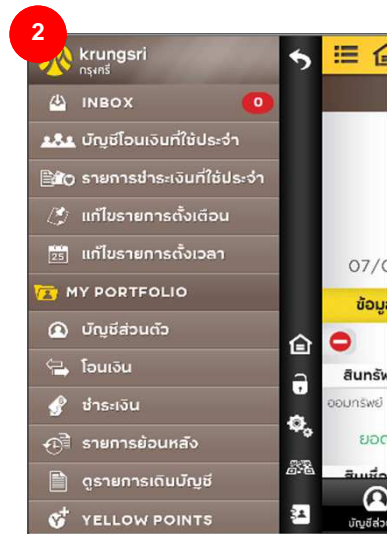 2
krungsri
กรุงศรี
INBOX 0
บัญชีโอนเงินที่ใช้ประจำ
รายการชำระเงินที่ใช้ประจำ
แก้ไขรายการตั้งเตือน
25 แก้ไขรายการตั้งเวลา
MY PORTFOLIO
07/0
บัญชีส่วนตัว
ข้อมูล
โอนเงิน
สินทรัพ
ชำระเงิน
ออมทรัพย์
รายการย้อนหลัง
ยอด
ดูรายการเดินบัญชี
สินเชื่อ
YELLOW POINTS
บัญชีส่วน